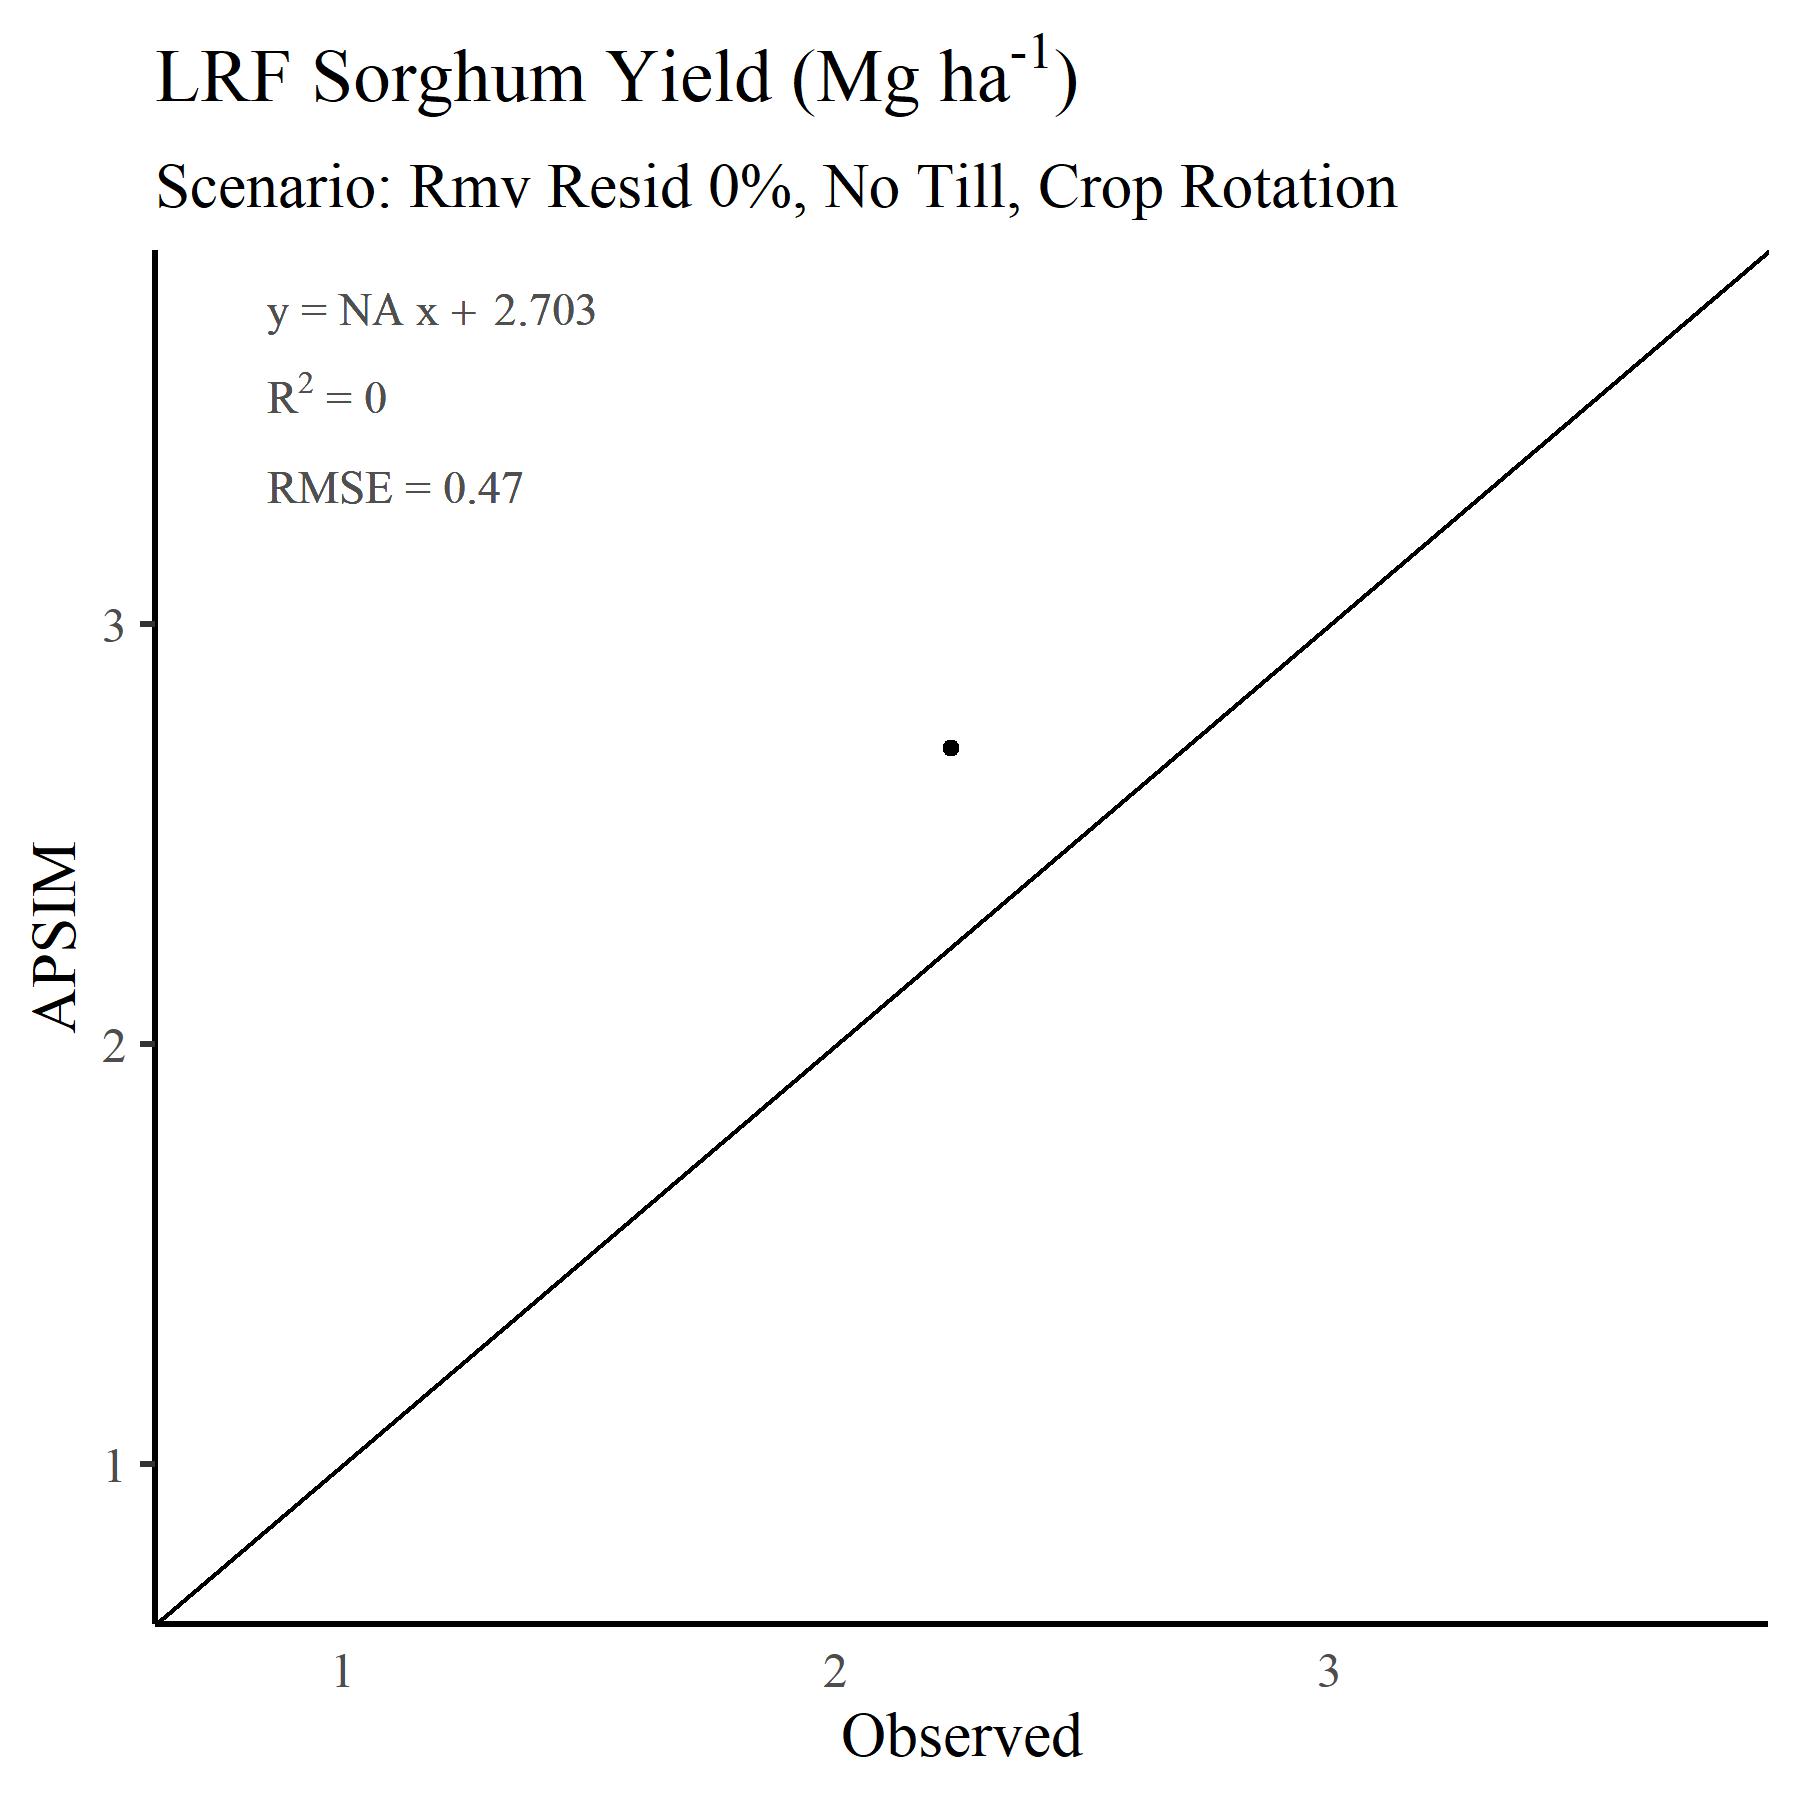 LRF Sorghum Yield (Mg ha⁻¹)
Scenario: Rmv Resid 0%, No Till, Crop Rotation
y = NA x + 2.703
R² = 0
RMSE = 0.47
3
2
1
APSIM
1 2 3
Observed